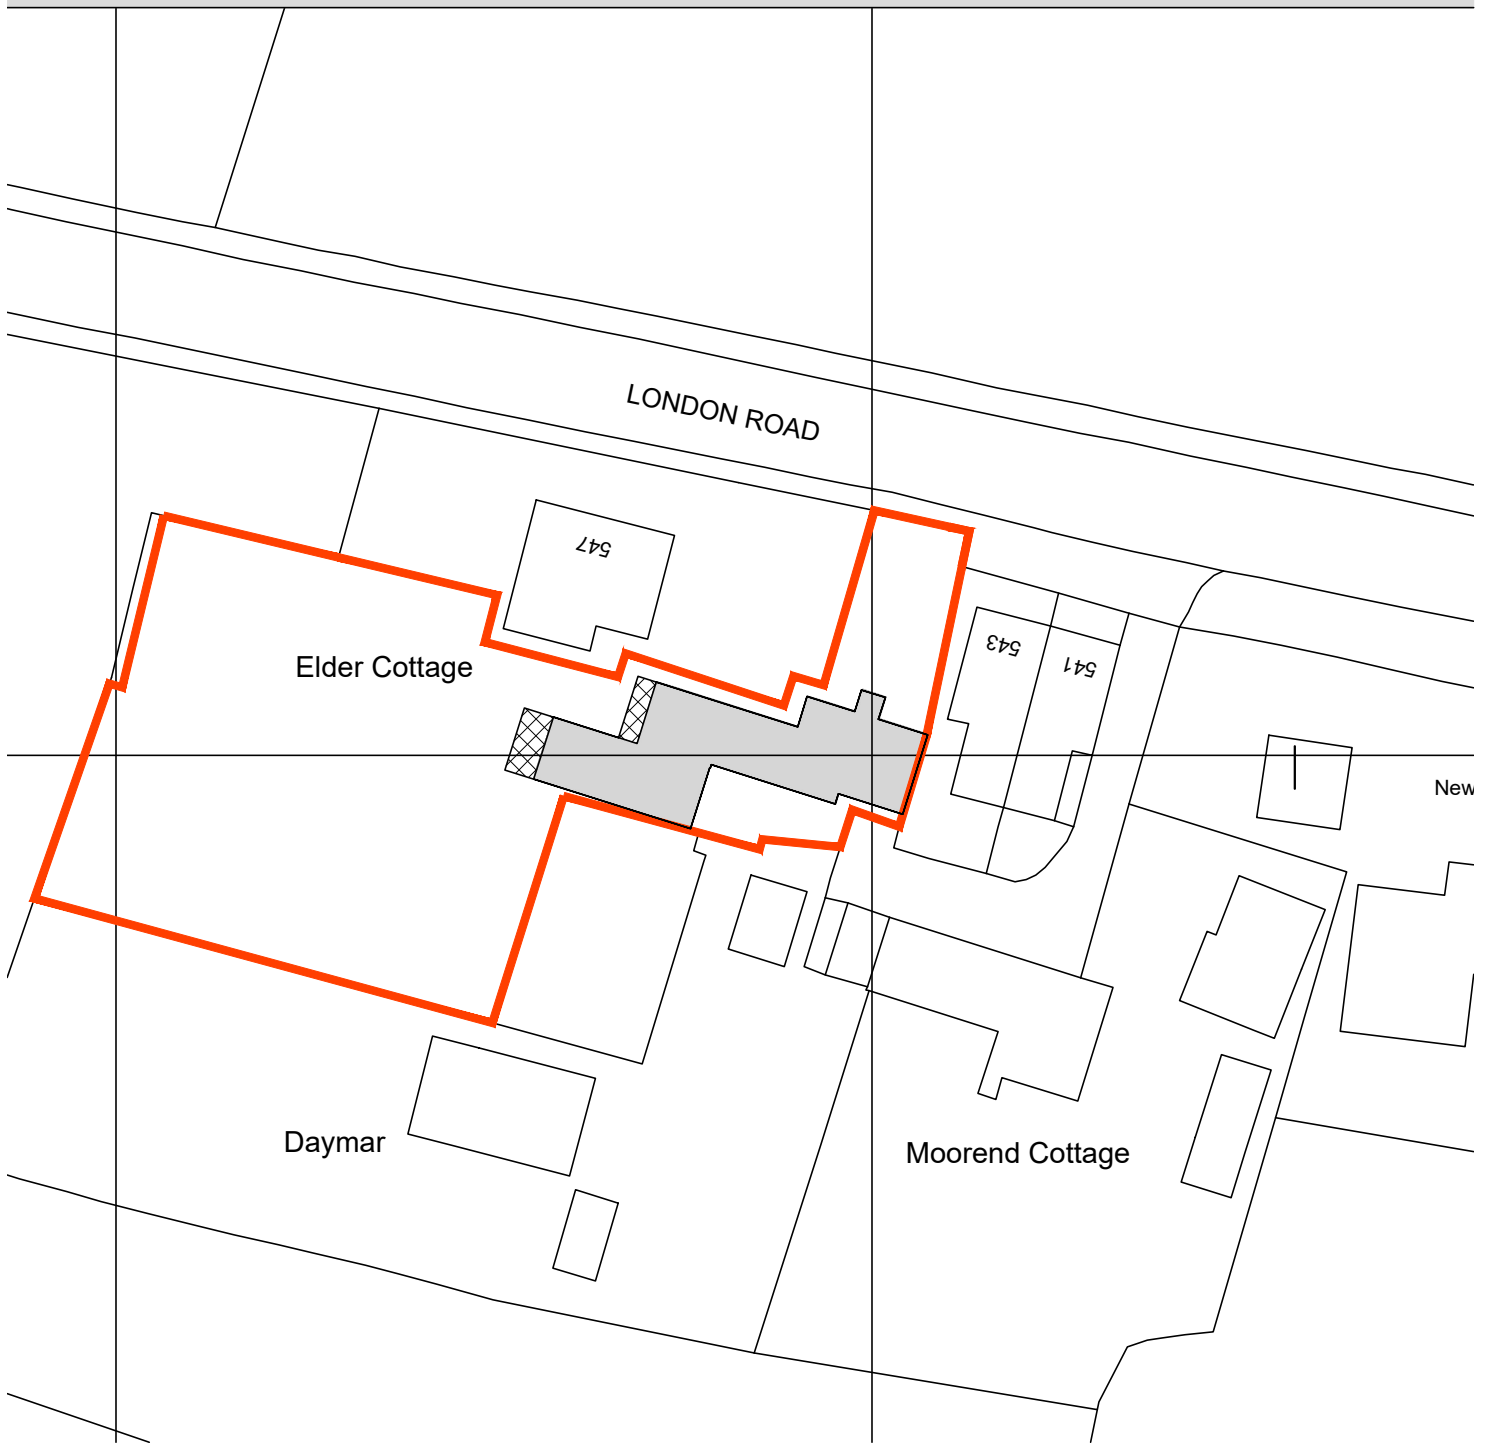 LONDON ROAD
547
543
541
Elder Cottage
New
Daymar
Moorend Cottage